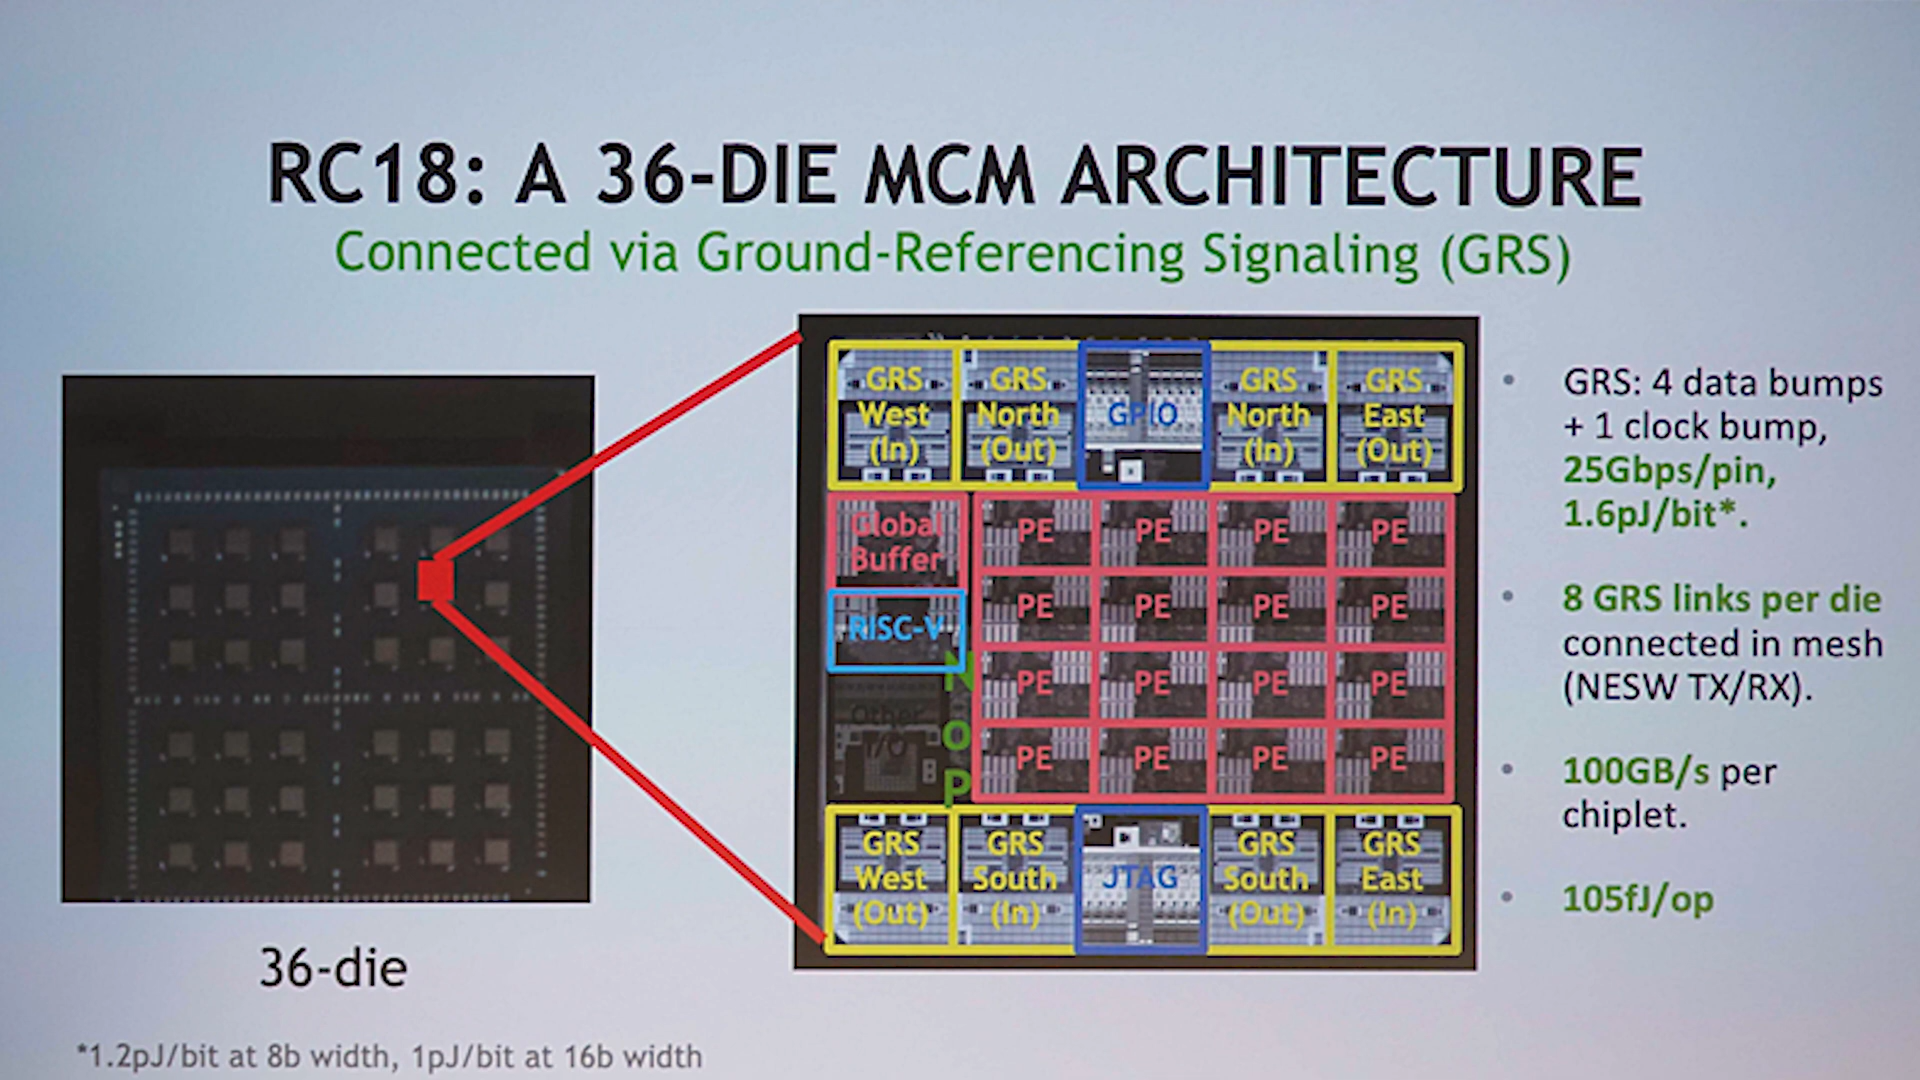 RC18: A 36-DIE MCM ARCHITECTURE
Connected via Ground-Referencing Signaling (GRS)
GRS West (In)
GRS North (Out)
GPIO
GRS North (In)
GRS East (Out)
Global Buffer
PE PE PE PE
RISC-V
PE PE PE PE
NOP
PE PE PE PE
Other I/O
PE PE PE PE
GRS West (Out)
GRS South (In)
JTAG
GRS South (Out)
GRS East (In)
36-die
• GRS: 4 data bumps
+ 1 clock bump,
25Gbps/pin,
1.6pJ/bit*.
• 8 GRS links per die
connected in mesh
(NESW TX/RX).
• 100GB/s per
chiplet.
• 105fJ/op
*1.2pJ/bit at 8b width, 1pJ/bit at 16b width